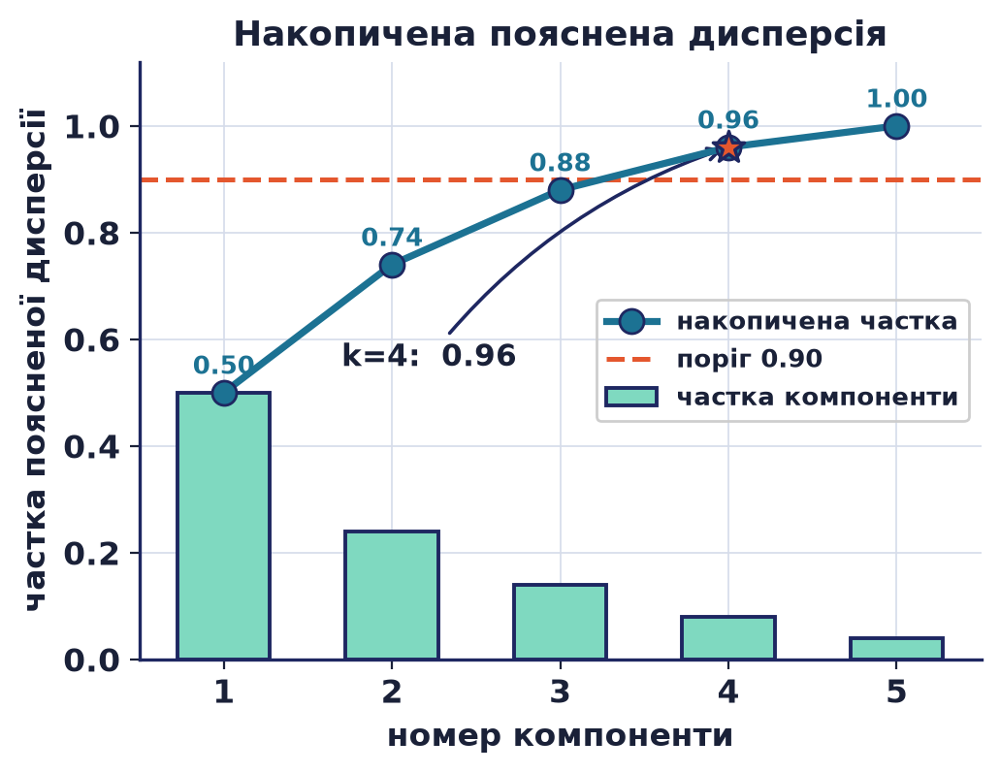 Накопичена пояснена дисперсія
частка поясненої дисперсії
1.0
0.8
0.6
0.4
0.2
0.0
0.50
0.74
0.88
0.96
1.00
k=4:  0.96
накопичена частка
поріг 0.90
частка компоненти
1 2 3 4 5
номер компоненти